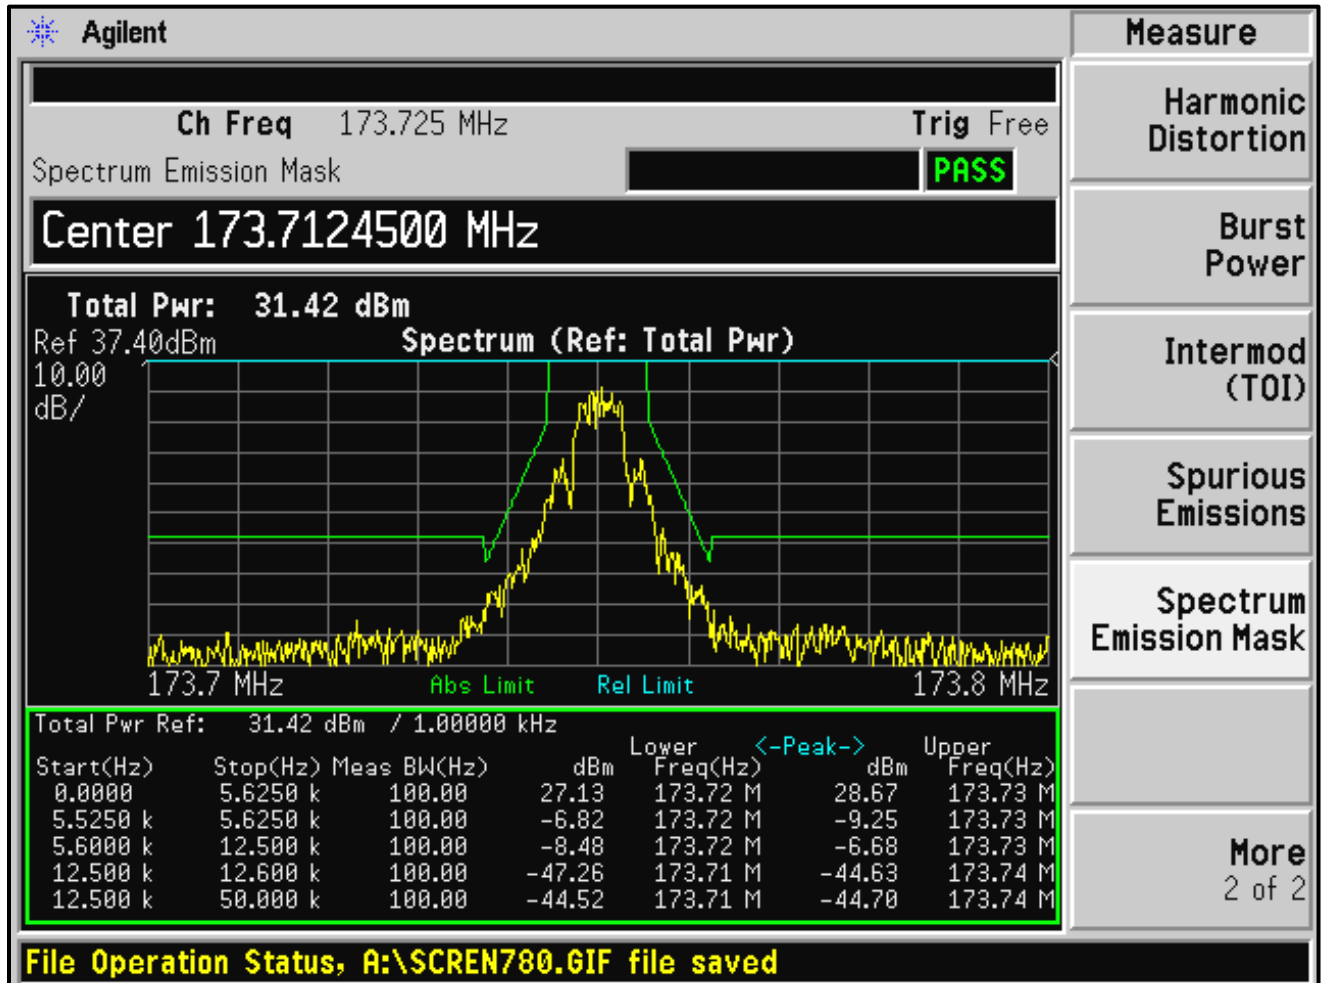 Agilent
Measure
Ch Freq 173.725 MHz Trig Free
Spectrum Emission Mask PASS
Center 173.7124500 MHz
Total Pwr: 31.42 dBm
Ref 37.40dBm Spectrum (Ref: Total Pwr)
10.00
dB/
173.7 MHz Abs Limit Rel Limit 173.8 MHz
Total Pwr Ref: 31.42 dBm / 1.00000 kHz
Lower <-Peak-> Upper
Start(Hz) Stop(Hz) Meas BW(Hz) dBm Freq(Hz) dBm Freq(Hz)
0.0000 5.6250 k 100.00 27.13 173.72 M 28.67 173.73 M
5.5250 k 5.6250 k 100.00 -6.82 173.72 M -9.25 173.73 M
5.6000 k 12.500 k 100.00 -8.48 173.72 M -6.68 173.73 M
12.500 k 12.600 k 100.00 -47.26 173.71 M -44.63 173.74 M
12.500 k 50.000 k 100.00 -44.52 173.71 M -44.70 173.74 M
Harmonic
Distortion
Burst
Power
Intermod
(TOI)
Spurious
Emissions
Spectrum
Emission Mask
More
2 of 2
File Operation Status, A:\SCREN780.GIF file saved